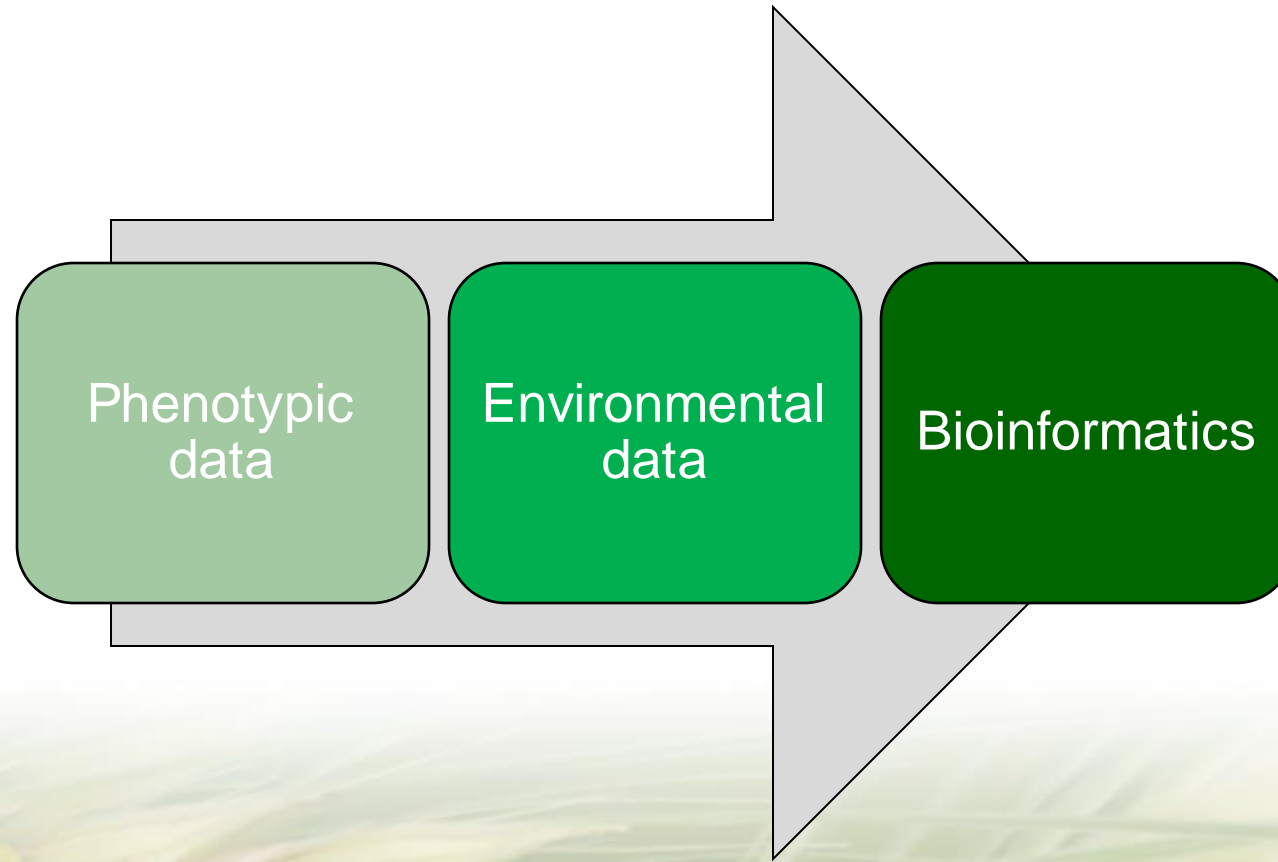 Phenotypic
data
Environmental
data
Bioinformatics